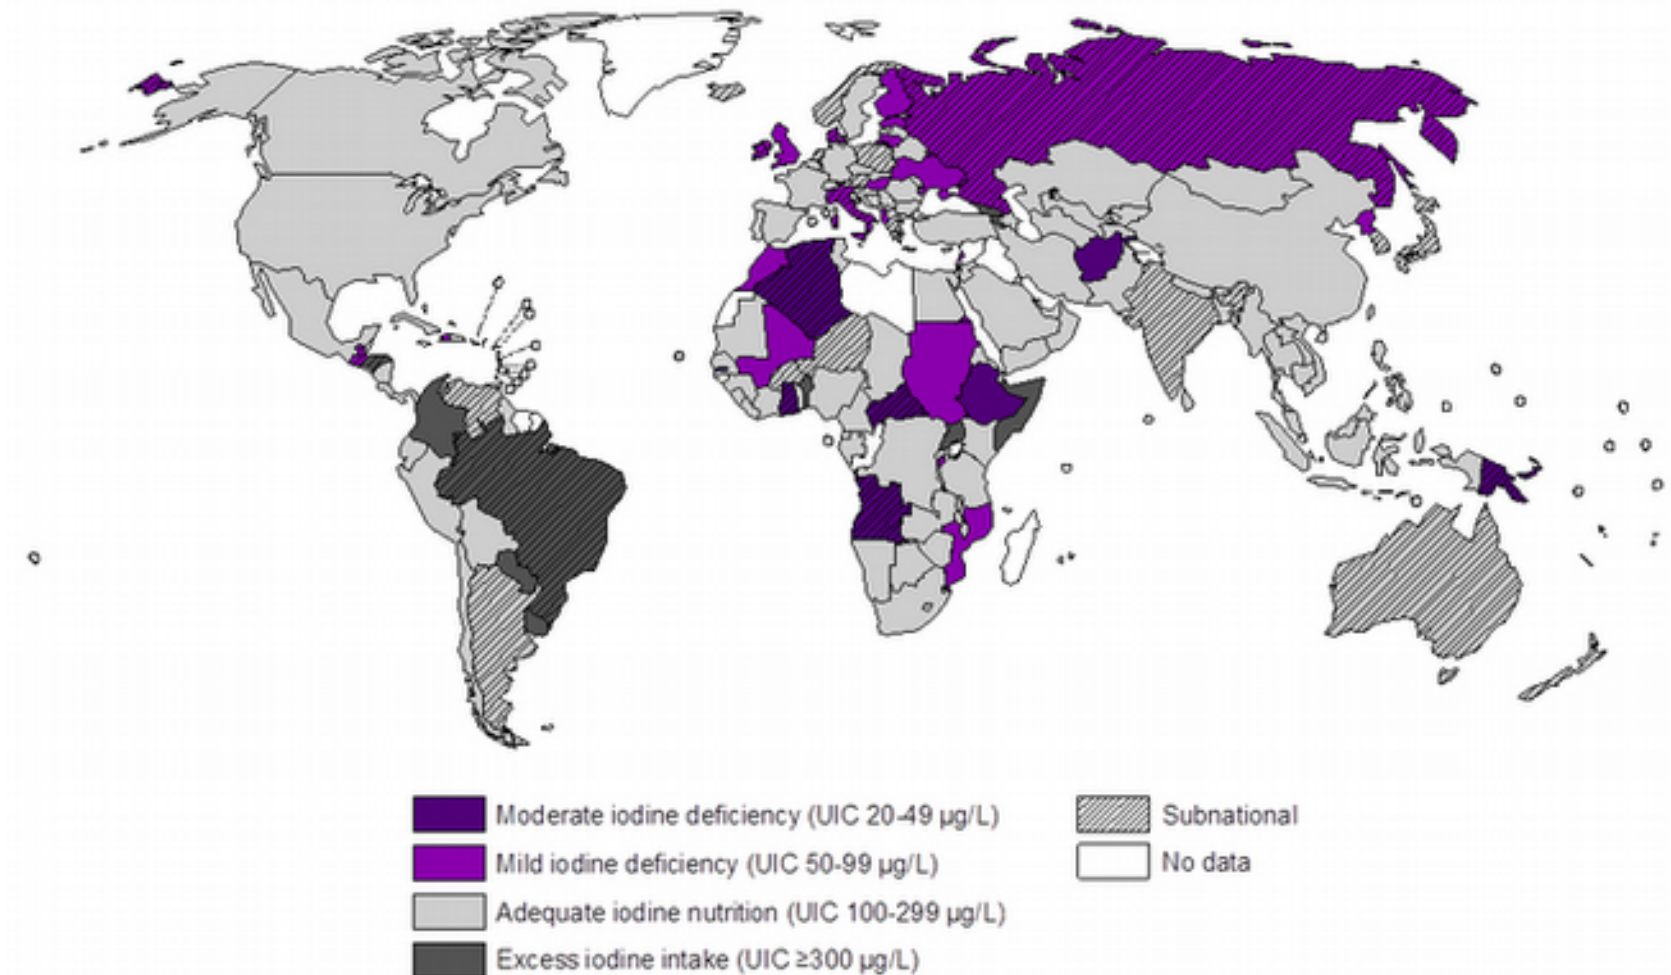 Moderate iodine deficiency (UIC 20-49 µg/L)
Mild iodine deficiency (UIC 50-99 µg/L)
Adequate iodine nutrition (UIC 100-299 µg/L)
Excess iodine intake (UIC ≥300 µg/L)
Subnational
No data